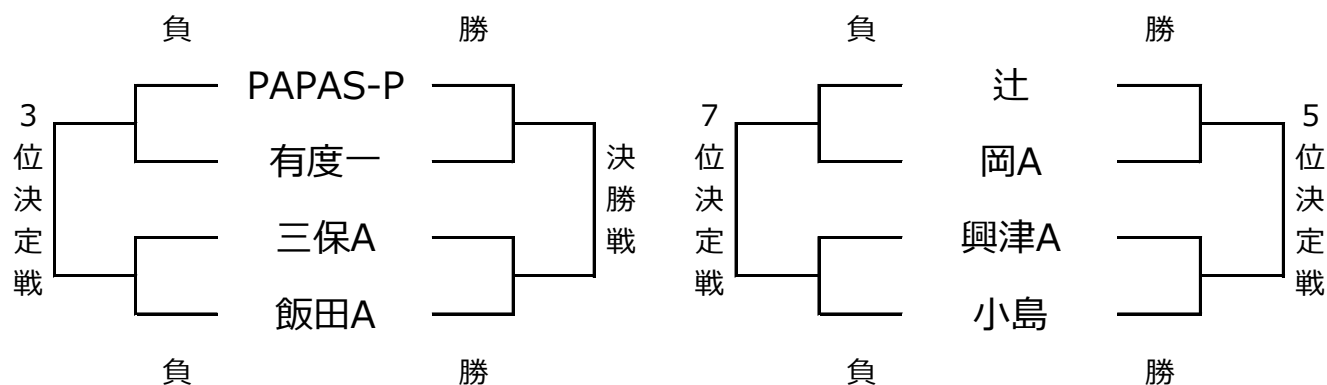 負 勝 負 勝
PAPAS-P 辻
3位決定戦 7位決定戦 5位決定戦
有度一 決勝戦 岡A
三保A 興津A
飯田A 小島
負 勝 負 勝